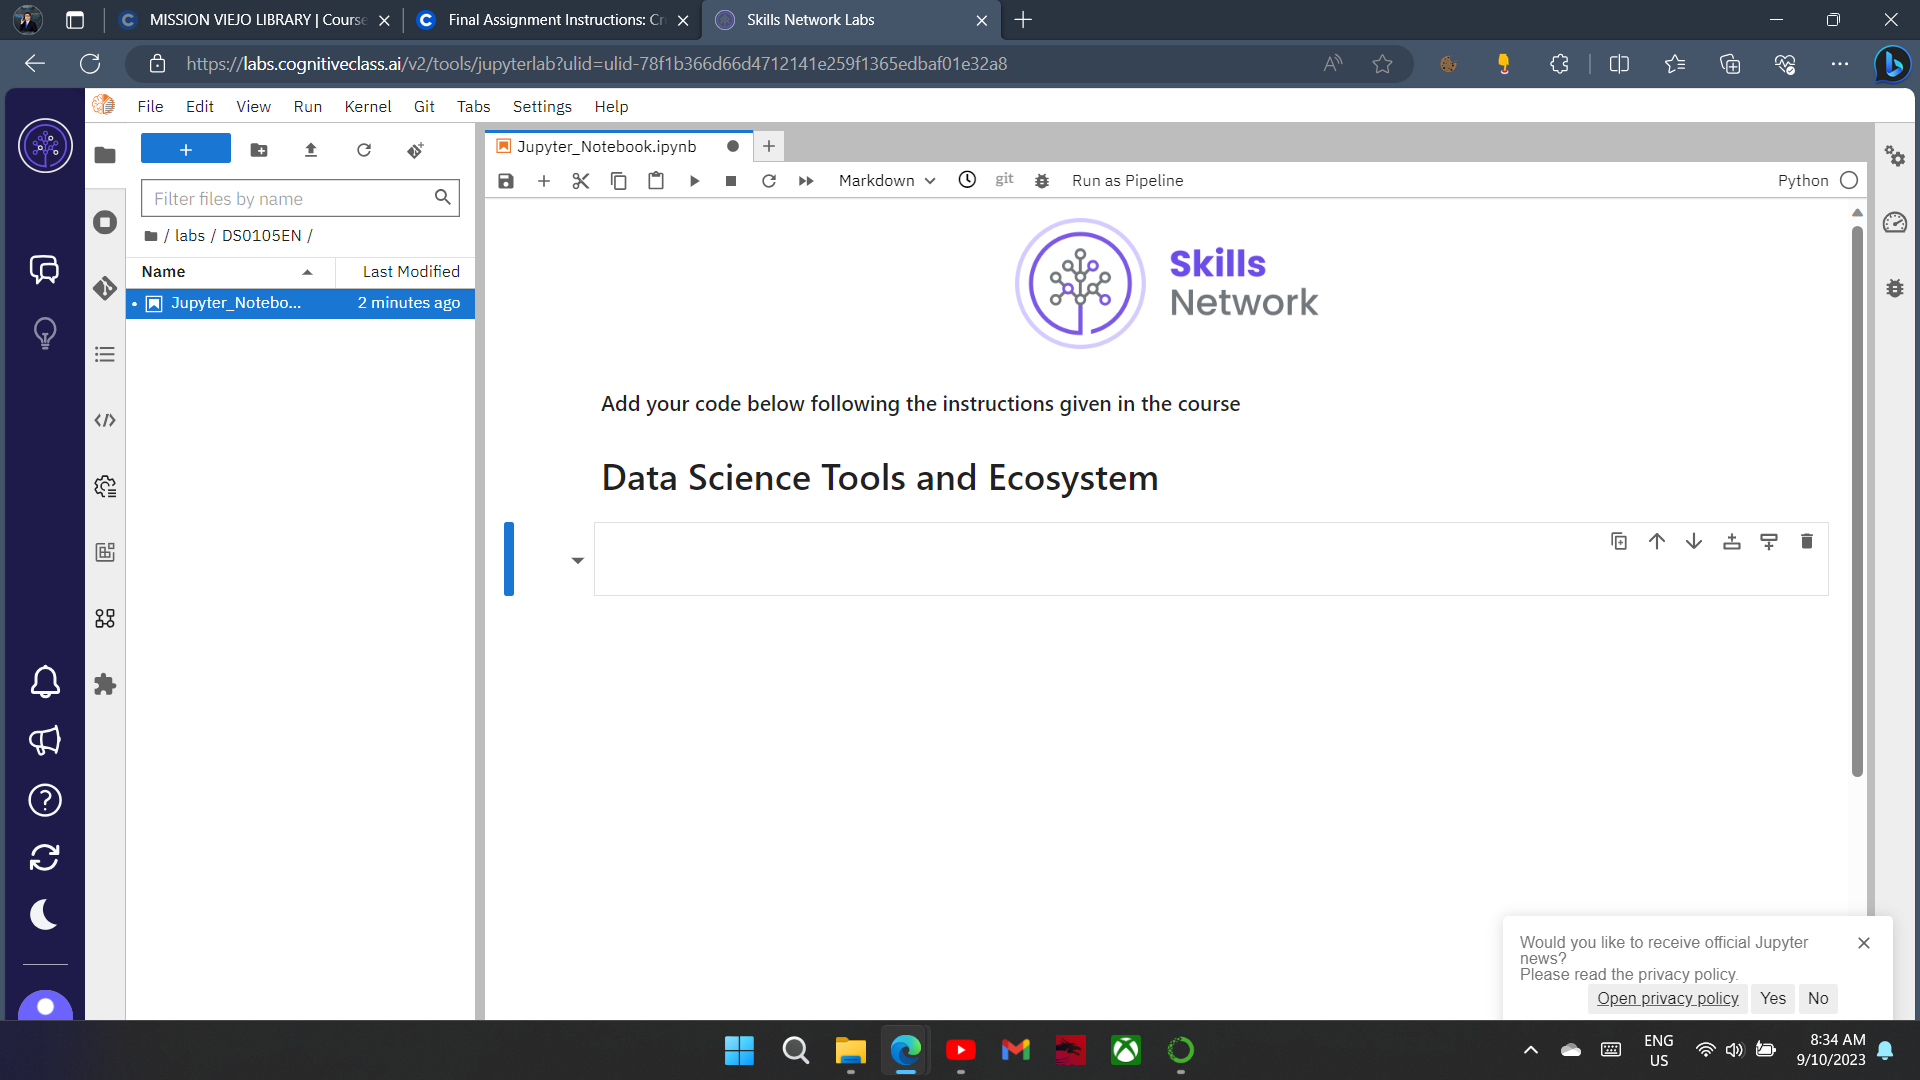 MISSION VIEJO LIBRARY | Course
Final Assignment Instructions: Cr
Skills Network Labs
https://labs.cognitiveclass.ai/v2/tools/jupyterlab?ulid=ulid-78f1b366d66d4712141e259f1365edbaf01e32a8
File Edit View Run Kernel Git Tabs Settings Help
Jupyter_Notebook.ipynb
Markdown
git
Run as Pipeline
Python
Filter files by name
/ labs / DS0105EN /
Name Last Modified
Jupyter_Notebo... 2 minutes ago
Skills
Network
Add your code below following the instructions given in the course
Data Science Tools and Ecosystem
Would you like to receive official Jupyter
news?
Please read the privacy policy.
Open privacy policy Yes No
ENG
US
8:34 AM
9/10/2023